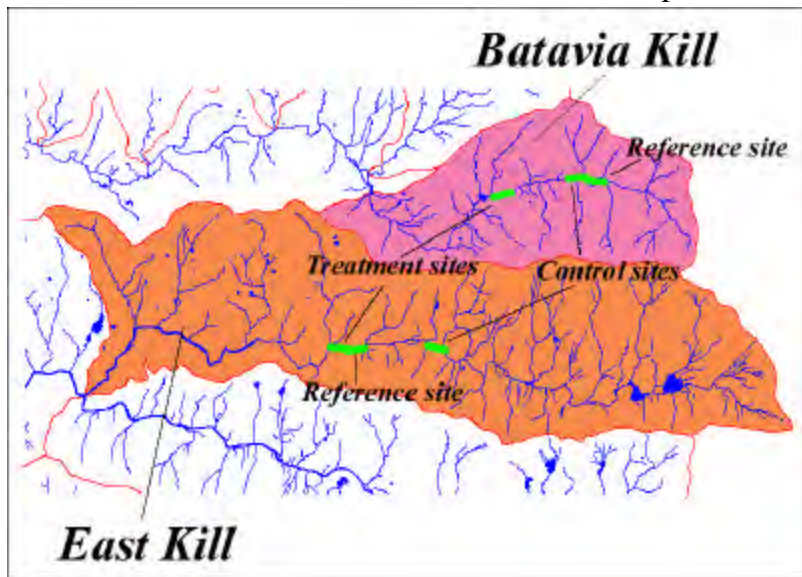 Batavia Kill
Reference site
Treatment sites
Control sites
Reference site
East Kill